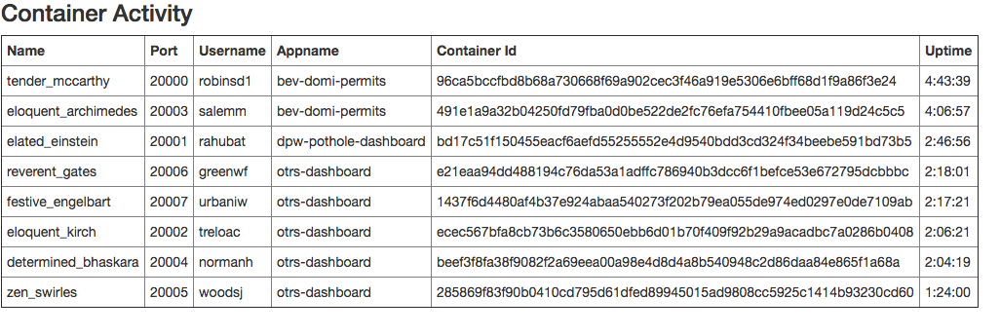 Container Activity
Name Port Username Appname Container Id Uptime
tender_mccarthy 20000 robinsd1 bev-domi-permits 96ca5bccfbd8b68a730668f69a902cec3f46a919e5306e6bff68d1f9a86f3e24 4:43:39
eloquent_archimedes 20003 salemm bev-domi-permits 491e1a9a32b04250fd79fba0d0be522de2fc76efa754410fbee05a119d24c5c5 4:06:57
elated_einstein 20001 rahubat dpw-pothole-dashboard bd17c51f150455eacf6aefd55255552e4d9540bdd3cd324f34beebe591bd73b5 2:46:56
reverent_gates 20006 greenwf otrs-dashboard e21eaa94dd488194c76da53a1adffc786940b3dcc6f1befce53e672795dcbbbc 2:18:01
festive_engelbart 20007 urbaniw otrs-dashboard 1437f6d4480af4b37e924abaa540273f202b79ea055de974ed0297e0de7109ab 2:17:21
eloquent_kirch 20002 treloac otrs-dashboard ecec567bfa8cb73b6c3580650ebb6d01b70f409f92b29a9acadbc7a0286b0408 2:06:21
determined_bhaskara 20004 normanh otrs-dashboard beef3f8fa38f9082f2a69eea00a98e4d8d4a8b540948c2d86daa84e865f1a68a 2:04:19
zen_swirles 20005 woodsj otrs-dashboard 285869f83f90b0410cd795d61dfed89945015ad9808cc5925c1414b93230cd60 1:24:00